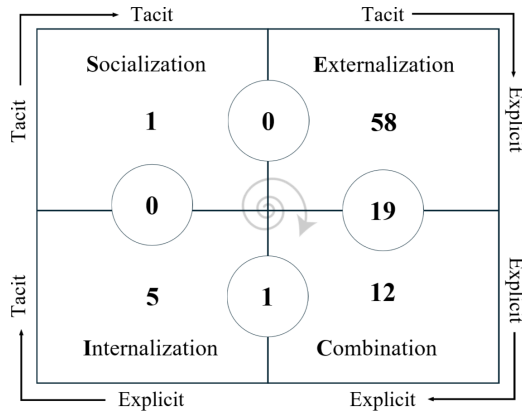 Tacit
Tacit
Socialization
Externalization
Tacit
Explicit
1
0
58
0
19
Tacit
Explicit
5
1
12
Internalization
Combination
Explicit
Explicit